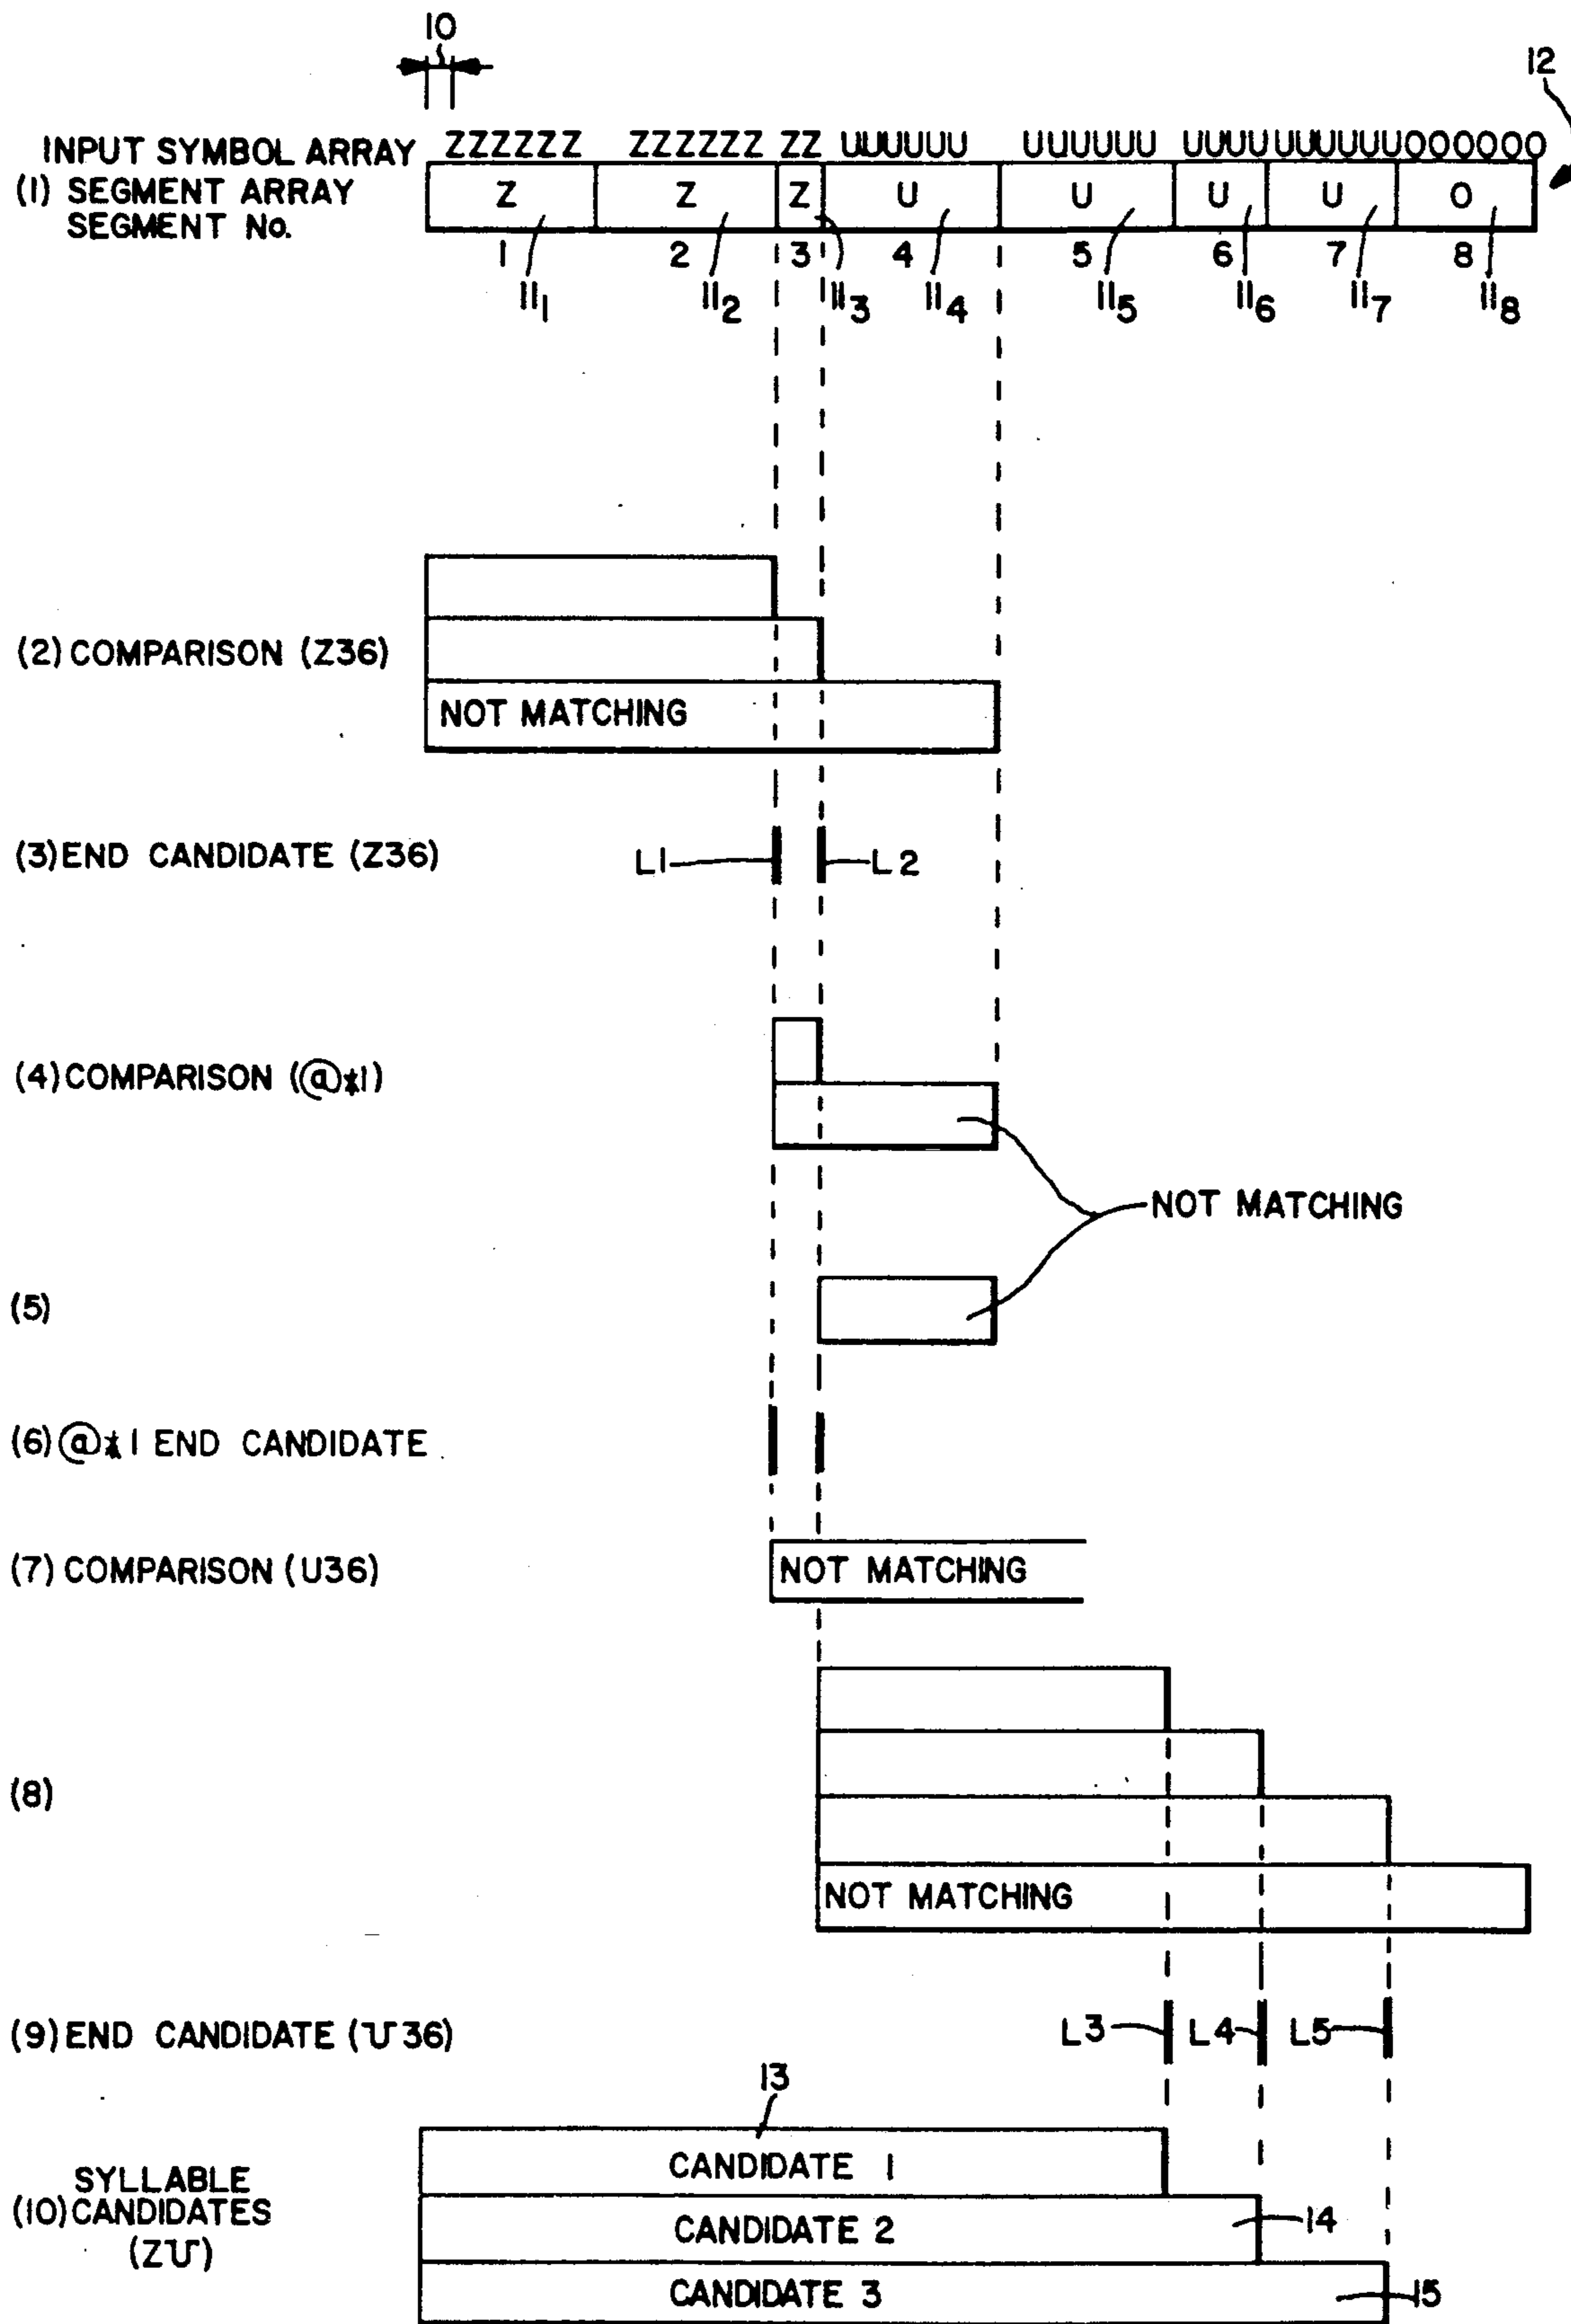 10
12
INPUT SYMBOL ARRAY ZZZZZZ ZZZZZZ ZZ UUUUUU UUUUUU UUUU UUUUUU OOOOOO
(1) SEGMENT ARRAY Z Z Z U U U U O
SEGMENT No. 1 2 3 4 5 6 7 8
11₁ 11₂ 11₃ 11₄ 11₅ 11₆ 11₇ 11₈
(2) COMPARISON (Z36)
NOT MATCHING
(3) END CANDIDATE (Z36) L1 L2
(4) COMPARISON (@*1)
NOT MATCHING
(5)
(6) @*1 END CANDIDATE
(7) COMPARISON (U36) NOT MATCHING
(8)
NOT MATCHING
(9) END CANDIDATE (U36) L3 L4 L5
13
CANDIDATE 1
SYLLABLE
(10) CANDIDATES
(ZU)
CANDIDATE 2 14
CANDIDATE 3 15